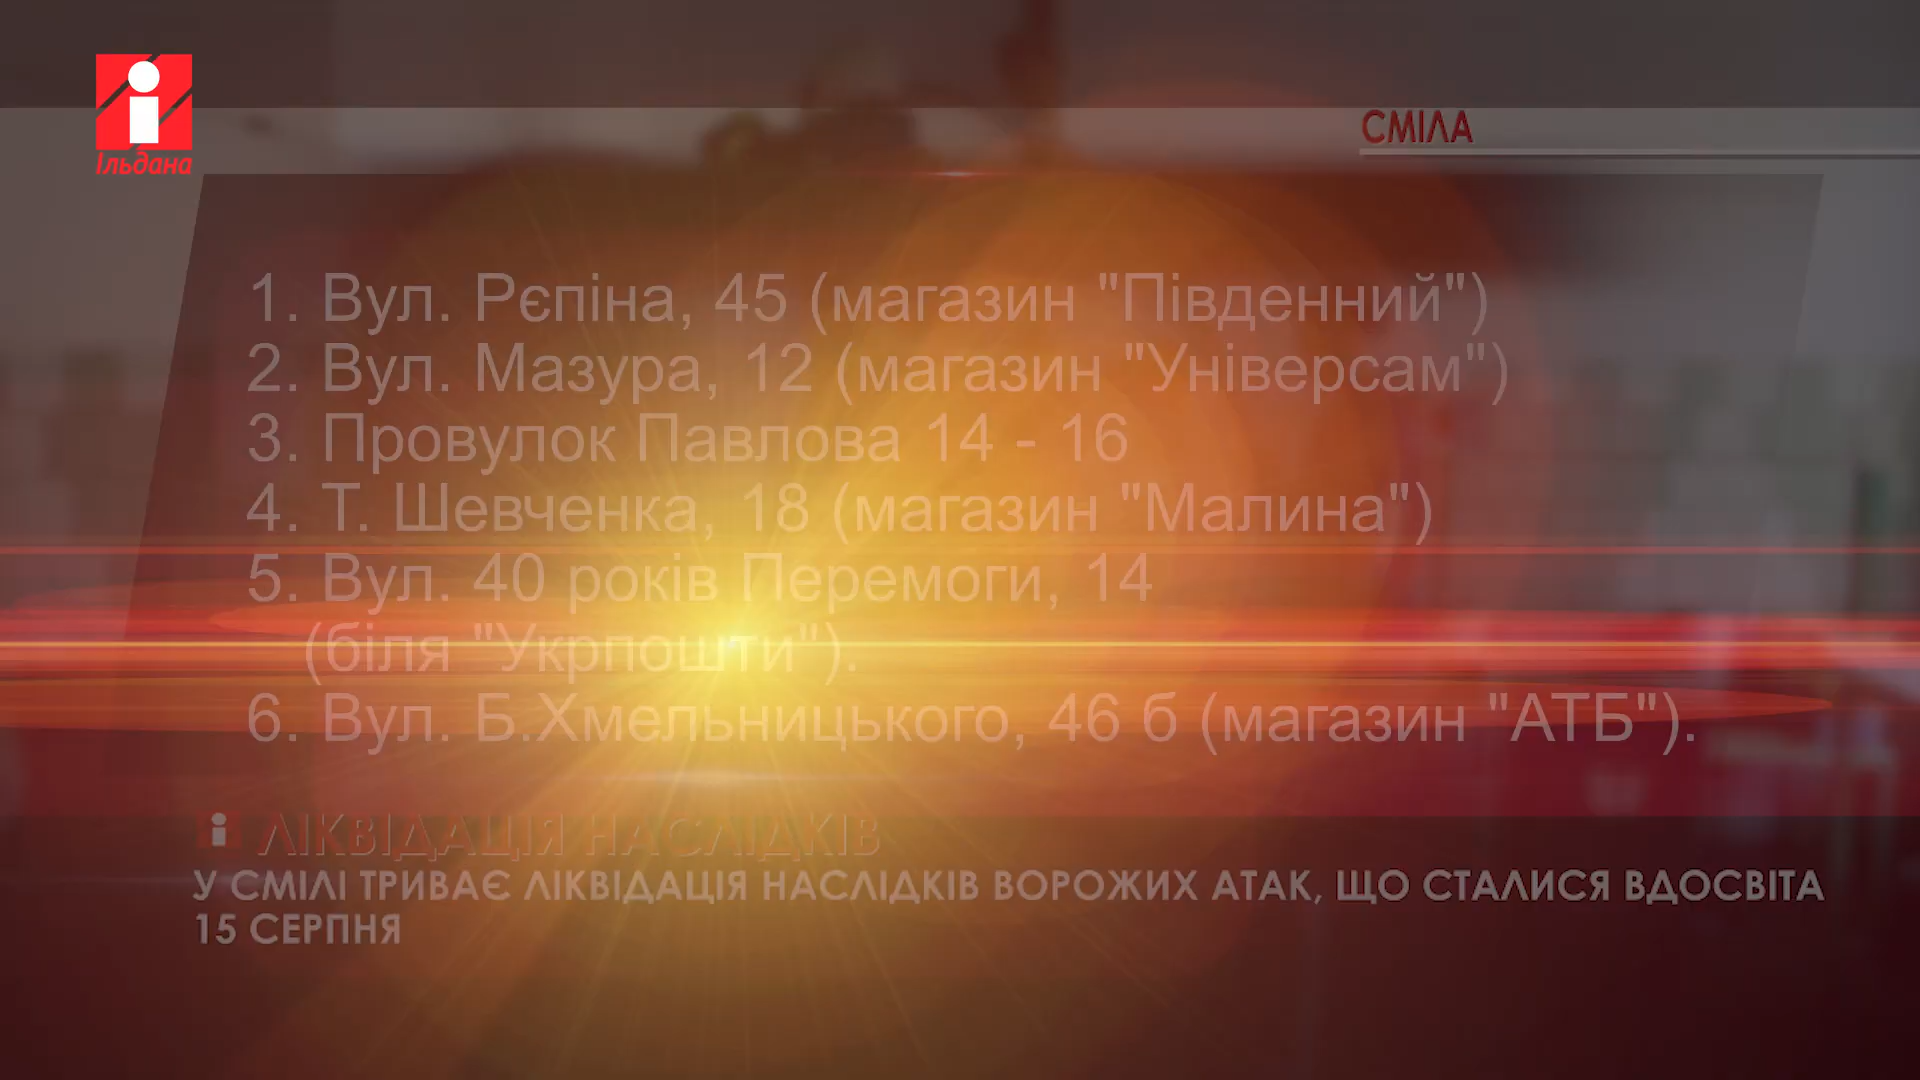 Ільдана
СМІЛА
1. Вул. Рєпіна, 45 (магазин "Південний")
2. Вул. Мазура, 12 (магазин "Універсам")
3. Провулок Павлова 14 - 16
4. Т. Шевченка, 18 (магазин "Малина")
5. Вул. 40 років Перемоги, 14
(біля "Укрпошти").
6. Вул. Б.Хмельницького, 46 б (магазин "АТБ").
ЛІКВІДАЦІЯ НАСЛІДКІВ
У СМІЛІ ТРИВАЄ ЛІКВІДАЦІЯ НАСЛІДКІВ ВОРОЖИХ АТАК, ЩО СТАЛИСЯ ВДОСВІТА
15 СЕРПНЯ